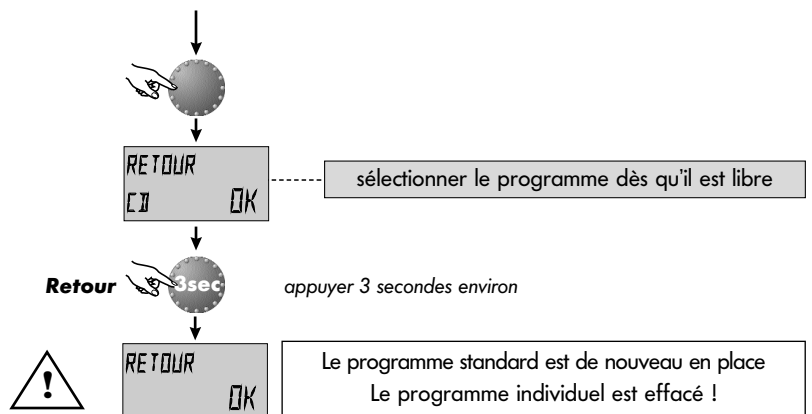 RETOUR
CD OK
sélectionner le programme dès qu'il est libre
Retour
3sec
appuyer 3 secondes environ
!
RETOUR
OK
Le programme standard est de nouveau en place
Le programme individuel est effacé !